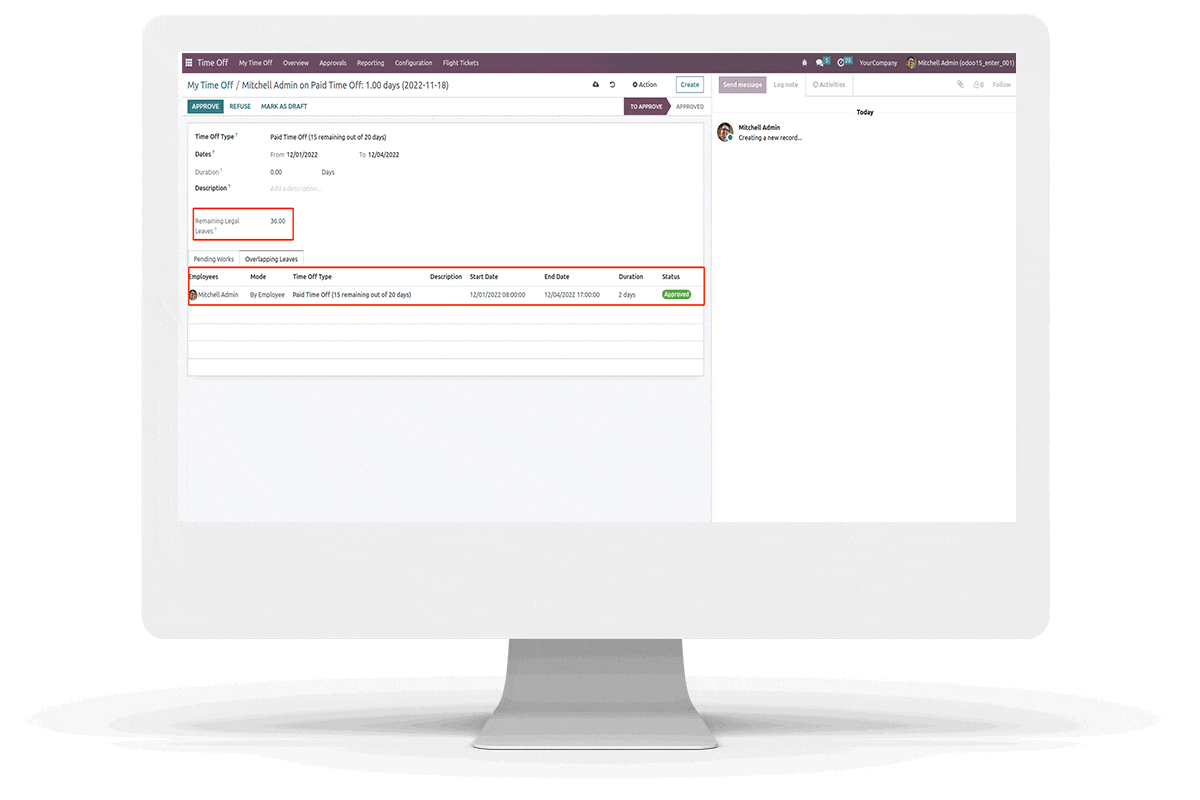 Time Off My Time Off Overview Approvals Reporting Configuration Flight Tickets 5 20 YourCompany Mitchell Admin (odoo15_enter_001)
My Time Off / Mitchell Admin on Paid Time Off: 1.00 days (2022-11-18) Action Create Send message Log note Activities 0 Follow
APPROVE REFUSE MARK AS DRAFT TO APPROVE APPROVED
Today
Mitchell Admin
Creating a new record...
Time Off Type ? Paid Time Off (15 remaining out of 20 days)
Dates ? From 12/01/2022 To 12/04/2022
Duration ? 0.00 Days
Description ? Add a description...
Remaining Legal 36.00
Leaves ?
Pending Works Overlapping Leaves
Employees Mode Time Off Type Description Start Date End Date Duration Status
Mitchell Admin By Employee Paid Time Off (15 remaining out of 20 days) 12/01/2022 08:00:00 12/04/2022 17:00:00 2 days Approved